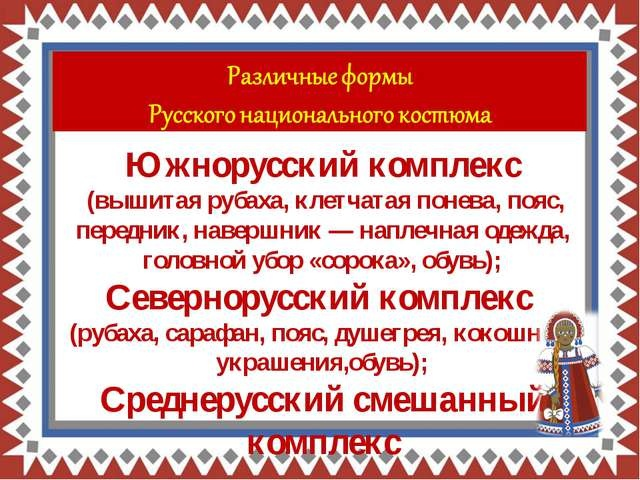 Различные формы
Русского национального костюма
Южнорусский комплекс
(вышитая рубаха, клетчатая понева, пояс,
передник, навершник — наплечная одежда,
головной убор «сорока», обувь);
Севернорусский комплекс
(рубаха, сарафан, пояс, душегрея, кокошн
украшения,обувь);
Среднерусский смешанный
комплекс